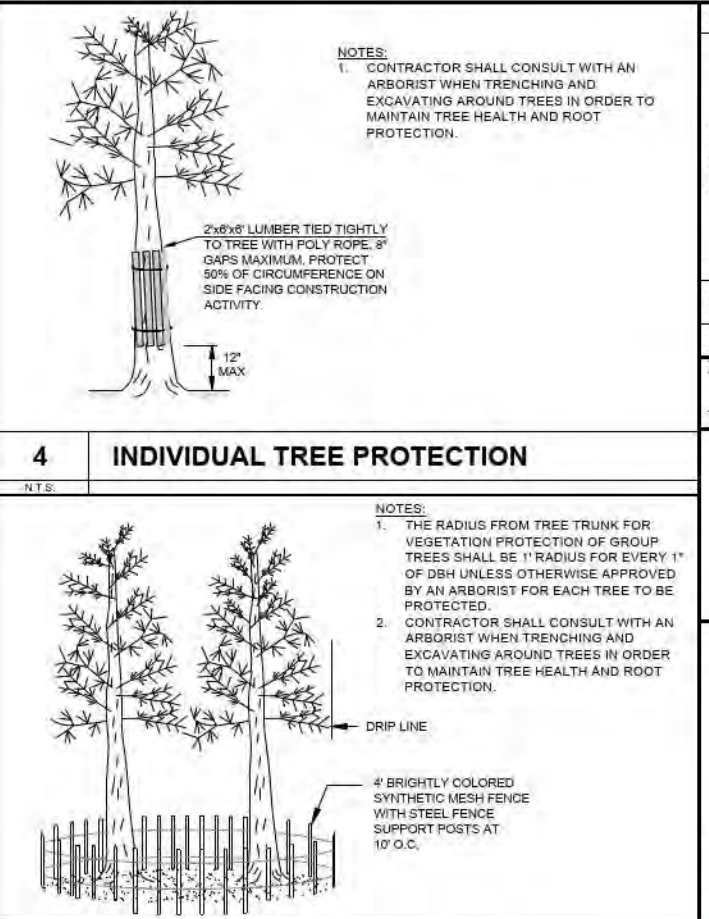 NOTES:
1. CONTRACTOR SHALL CONSULT WITH AN
ARBORIST WHEN TRENCHING AND
EXCAVATING AROUND TREES IN ORDER TO
MAINTAIN TREE HEALTH AND ROOT
PROTECTION.
2"x6'x6' LUMBER TIED TIGHTLY
TO TREE WITH POLY ROPE, 8"
GAPS MAXIMUM. PROTECT
50% OF CIRCUMFERENCE ON
SIDE FACING CONSTRUCTION
ACTIVITY.
12"
MAX
4 INDIVIDUAL TREE PROTECTION
N.T.S.
NOTES:
1. THE RADIUS FROM TREE TRUNK FOR
VEGETATION PROTECTION OF GROUP
TREES SHALL BE 1' RADIUS FOR EVERY 1"
OF DBH UNLESS OTHERWISE APPROVED
BY AN ARBORIST FOR EACH TREE TO BE
PROTECTED.
2. CONTRACTOR SHALL CONSULT WITH AN
ARBORIST WHEN TRENCHING AND
EXCAVATING AROUND TREES IN ORDER
TO MAINTAIN TREE HEALTH AND ROOT
PROTECTION.
DRIP LINE
4' BRIGHTLY COLORED
SYNTHETIC MESH FENCE
WITH STEEL FENCE
SUPPORT POSTS AT
10' O.C.